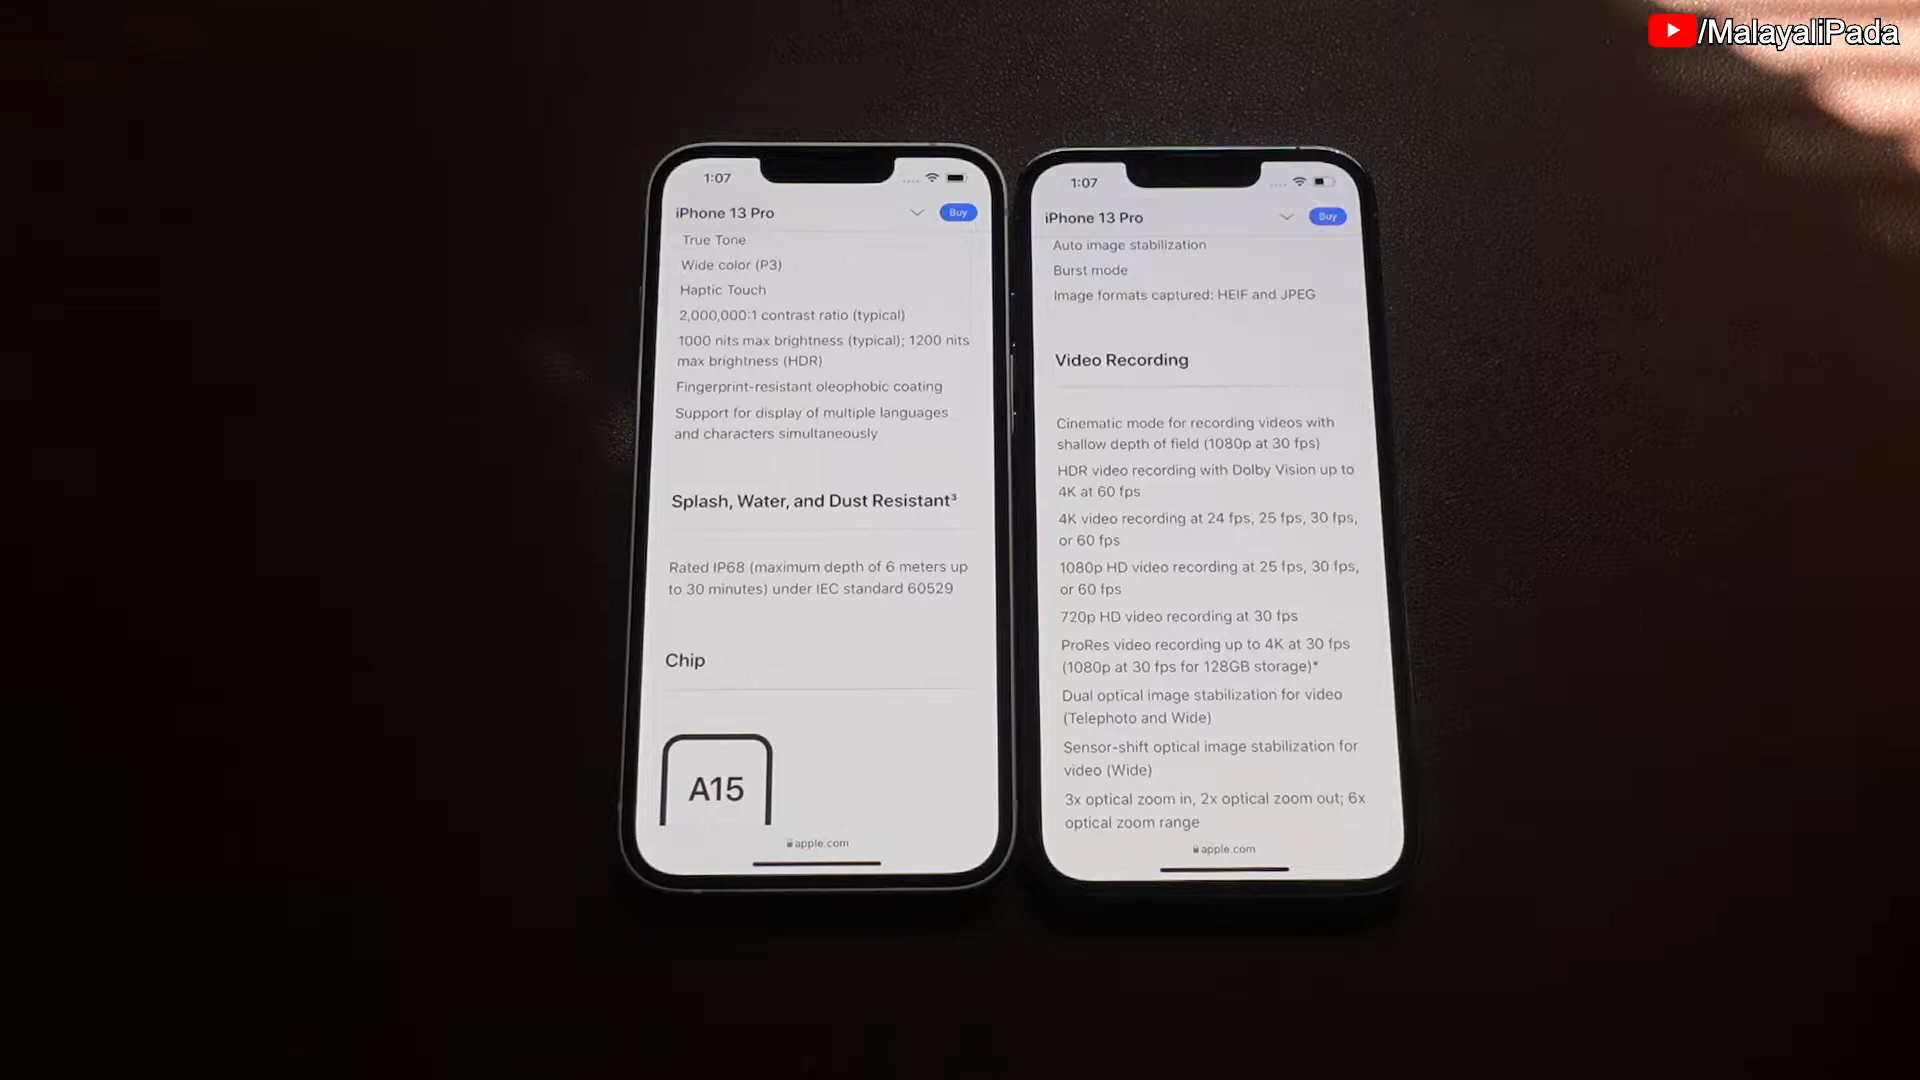 /MalayaliPada
1:07
iPhone 13 Pro
Buy
True Tone
Wide color (P3)
Haptic Touch
2,000,000:1 contrast ratio (typical)
1000 nits max brightness (typical); 1200 nits
max brightness (HDR)
Fingerprint-resistant oleophobic coating
Support for display of multiple languages
and characters simultaneously
Splash, Water, and Dust Resistant³
Rated IP68 (maximum depth of 6 meters up
to 30 minutes) under IEC standard 60529
Chip
A15
apple.com
1:07
iPhone 13 Pro
Buy
Auto image stabilization
Burst mode
Image formats captured: HEIF and JPEG
Video Recording
Cinematic mode for recording videos with
shallow depth of field (1080p at 30 fps)
HDR video recording with Dolby Vision up to
4K at 60 fps
4K video recording at 24 fps, 25 fps, 30 fps,
or 60 fps
1080p HD video recording at 25 fps, 30 fps,
or 60 fps
720p HD video recording at 30 fps
ProRes video recording up to 4K at 30 fps
(1080p at 30 fps for 128GB storage)*
Dual optical image stabilization for video
(Telephoto and Wide)
Sensor-shift optical image stabilization for
video (Wide)
3x optical zoom in, 2x optical zoom out; 6x
optical zoom range
apple.com